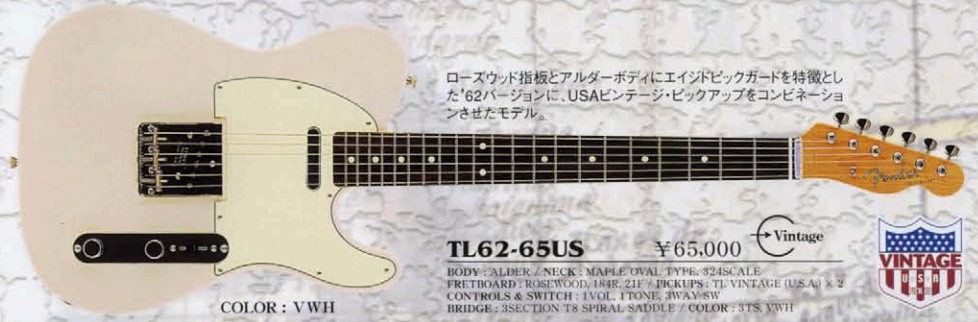 ローズウッド指板とアルダーボディにエイジドピックガードを特徴とし
た'62バージョンに、USAビンテージ・ピックアップをコンビネーショ
ンさせたモデル。
Fender
TL62-65US ¥65,000 Vintage
BODY : ALDER / NECK : MAPLE OVAL TYPE, 324SCALE
FRETBOARD : ROSEWOOD, 184R, 21F / PICKUPS : TL VINTAGE (U.S.A.) × 2
CONTROLS & SWITCH : 1VOL, 1TONE, 3WAY SW
BRIDGE : 3SECTION T8 SPIRAL SADDLE / COLOR : 3TS, VWH
COLOR : VWH
VINTAGE
U.S.A